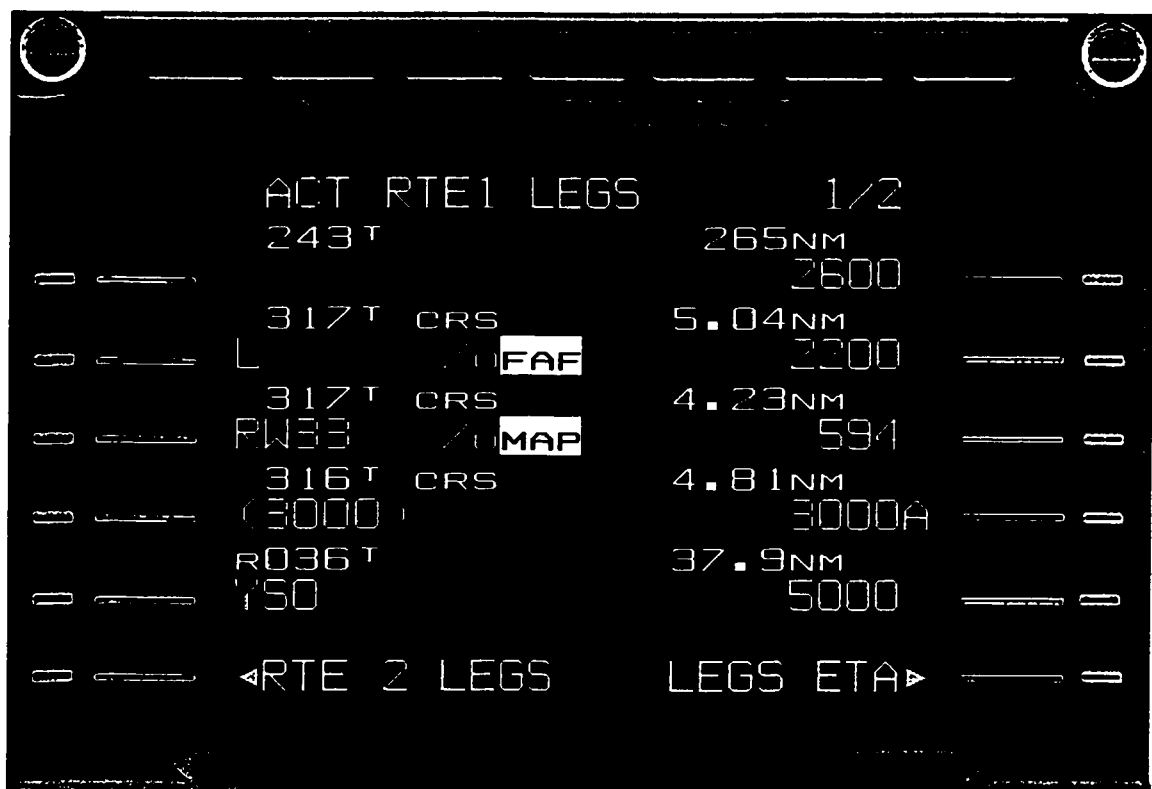 ACT RTE1 LEGS 1/2
243T 265NM
2600
317T CRS 5.04NM
L FAF 2200
317T CRS 4.23NM
RW33 MAP 594
316T CRS 4.81NM
(3000) 3000A
R036T 37.9NM
YSO 5000
◄RTE 2 LEGS LEGS ETA►